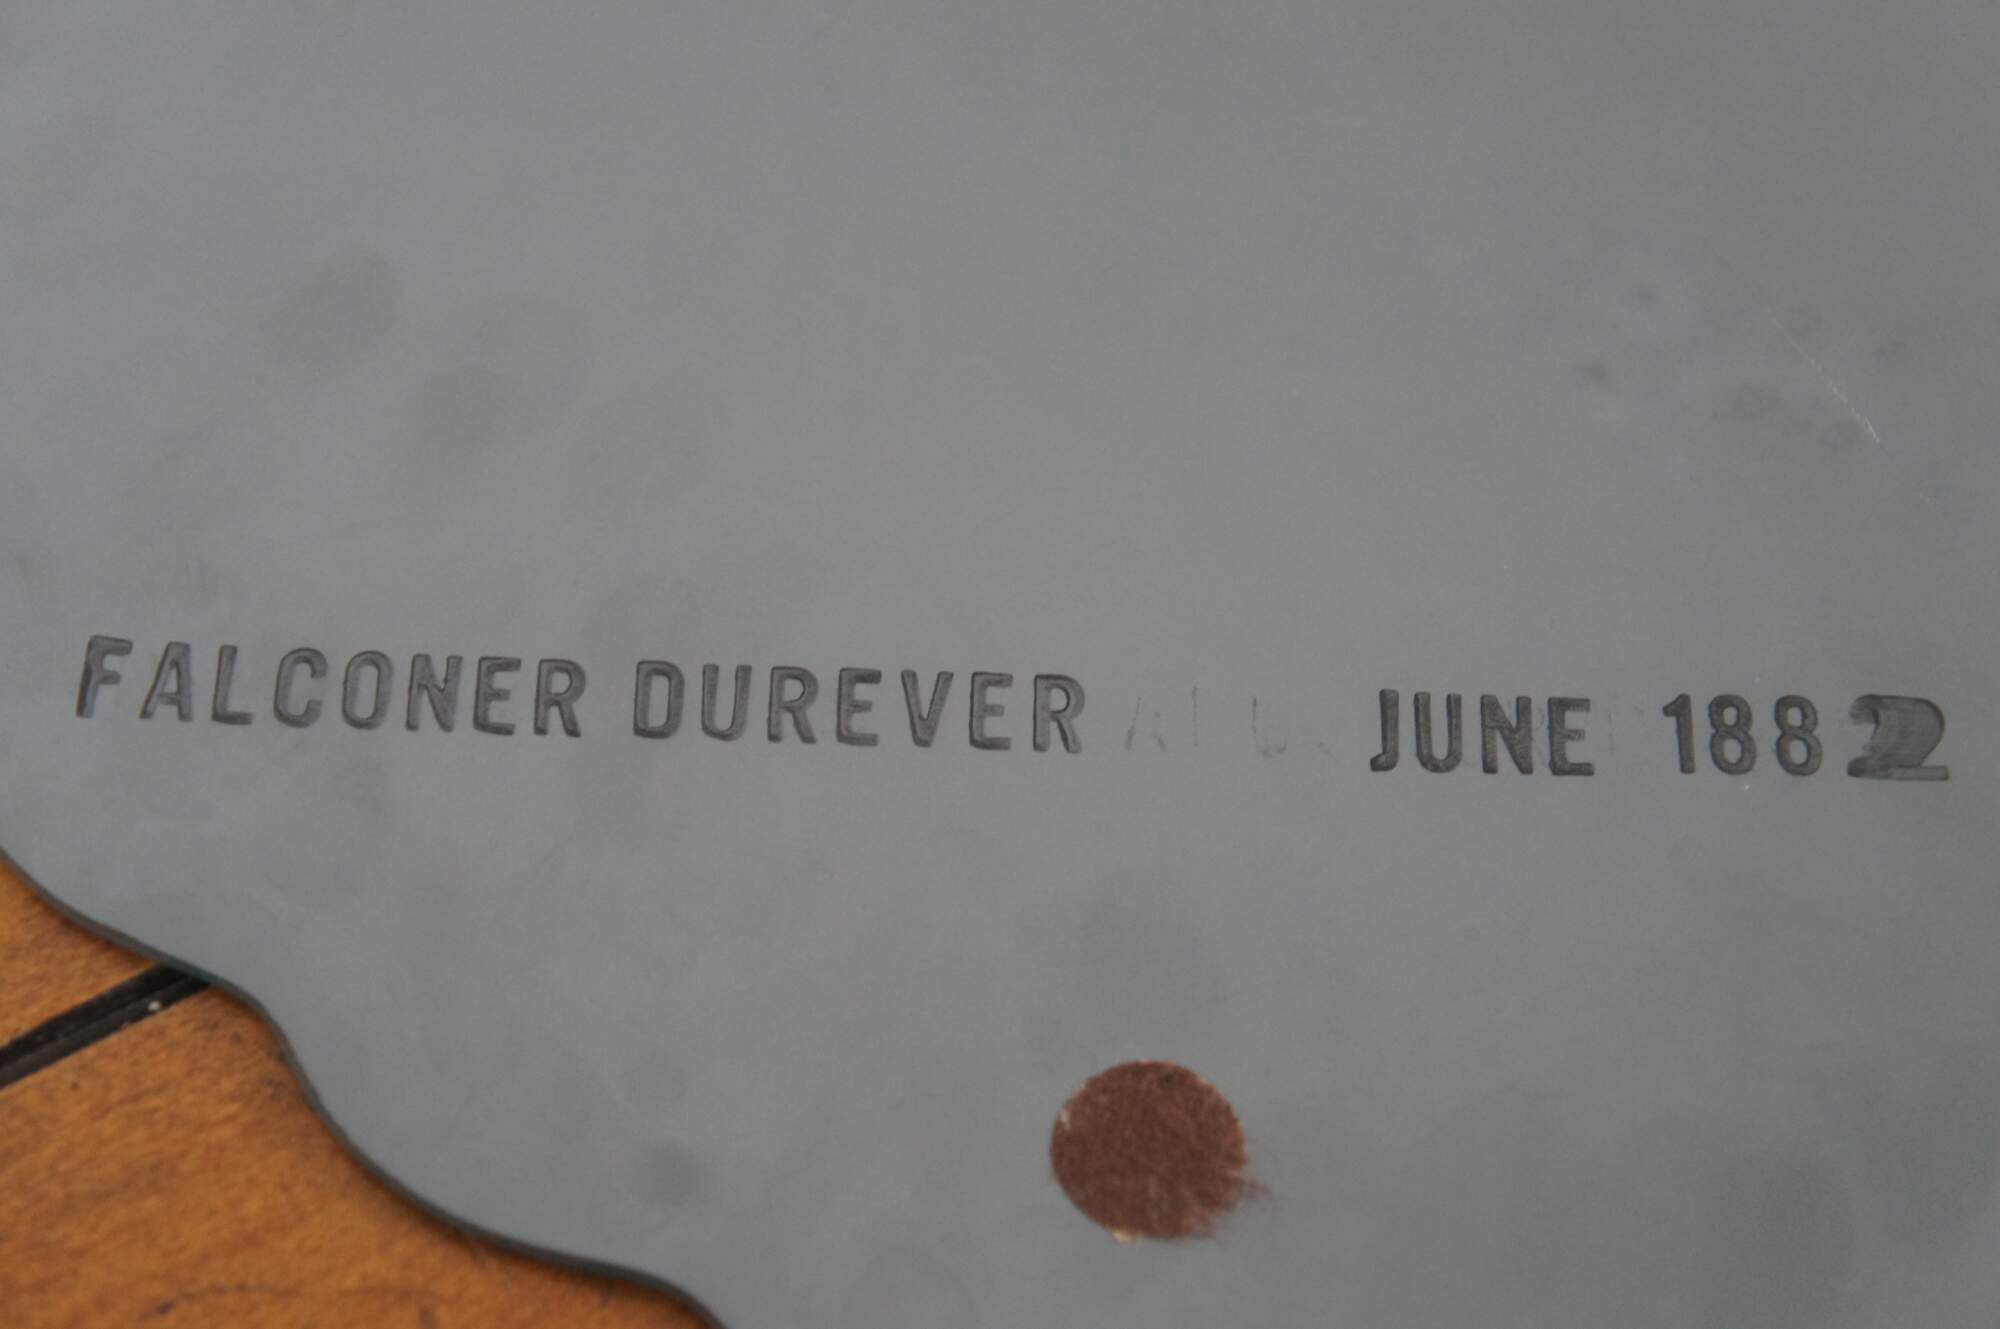 FALCONER DUREVER JUNE 1882